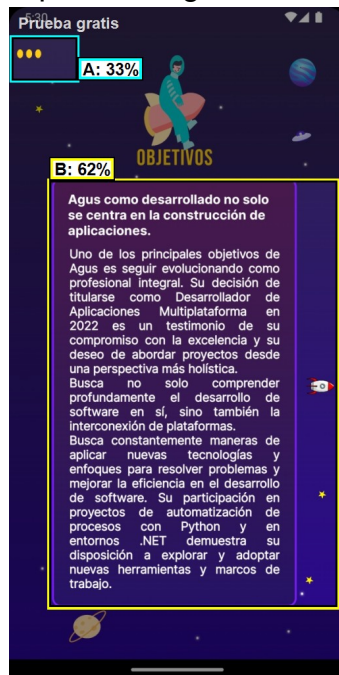 Prueba gratis
5:30
A: 33%
OBJETIVOS
B: 62%
Agus como desarrollado no solo
se centra en la construcción de
aplicaciones.
Uno de los principales objetivos de
Agus es seguir evolucionando como
profesional integral. Su decisión de
titularse como Desarrollador de
Aplicaciones Multiplataforma en
2022 es un testimonio de su
compromiso con la excelencia y su
deseo de abordar proyectos desde
una perspectiva más holística.
Busca no solo comprender
profundamente el desarrollo de
software en sí, sino también la
interconexión de plataformas.
Busca constantemente maneras de
aplicar nuevas tecnologías y
enfoques para resolver problemas y
mejorar la eficiencia en el desarrollo
de software. Su participación en
proyectos de automatización de
procesos con Python y en
entornos .NET demuestra su
disposición a explorar y adoptar
nuevas herramientas y marcos de
trabajo.